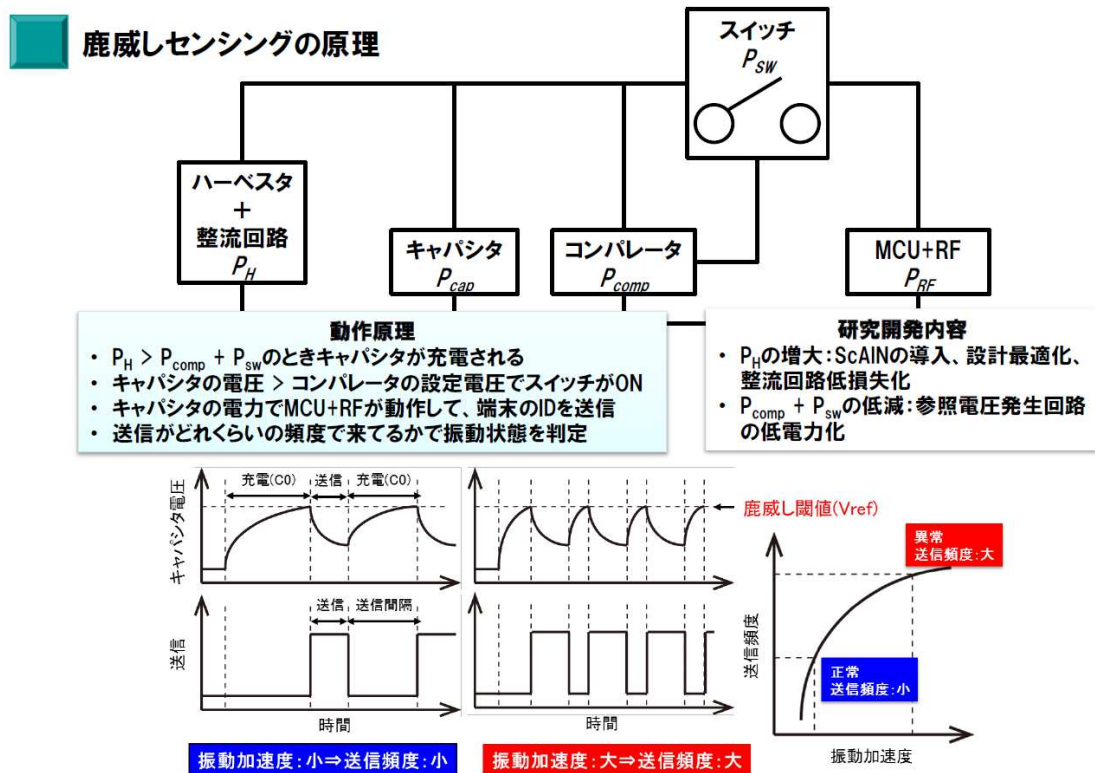 鹿威しセンシングの原理
スイッチ
P_SW
ハーベスタ
+
整流回路
P_H
キャパシタ
P_cap
コンパレータ
P_comp
MCU+RF
P_RF
動作原理
• P_H > P_comp + P_swのときキャパシタが充電される
• キャパシタの電圧 > コンパレータの設定電圧でスイッチがON
• キャパシタの電力でMCU+RFが動作して、端末のIDを送信
• 送信がどれくらいの頻度で来てるかで振動状態を判定
研究開発内容
• P_Hの増大：ScAlNの導入、設計最適化、
整流回路低損失化
• P_comp + P_swの低減：参照電圧発生回路
の低電力化
キャパシタ電圧
充電(C0)
送信
充電(C0)
鹿威し閾値(Vref)
送信
送信
送信間隔
時間
時間
振動加速度：小⇒送信頻度：小
振動加速度：大⇒送信頻度：大
送信頻度
異常
送信頻度：大
正常
送信頻度：小
振動加速度